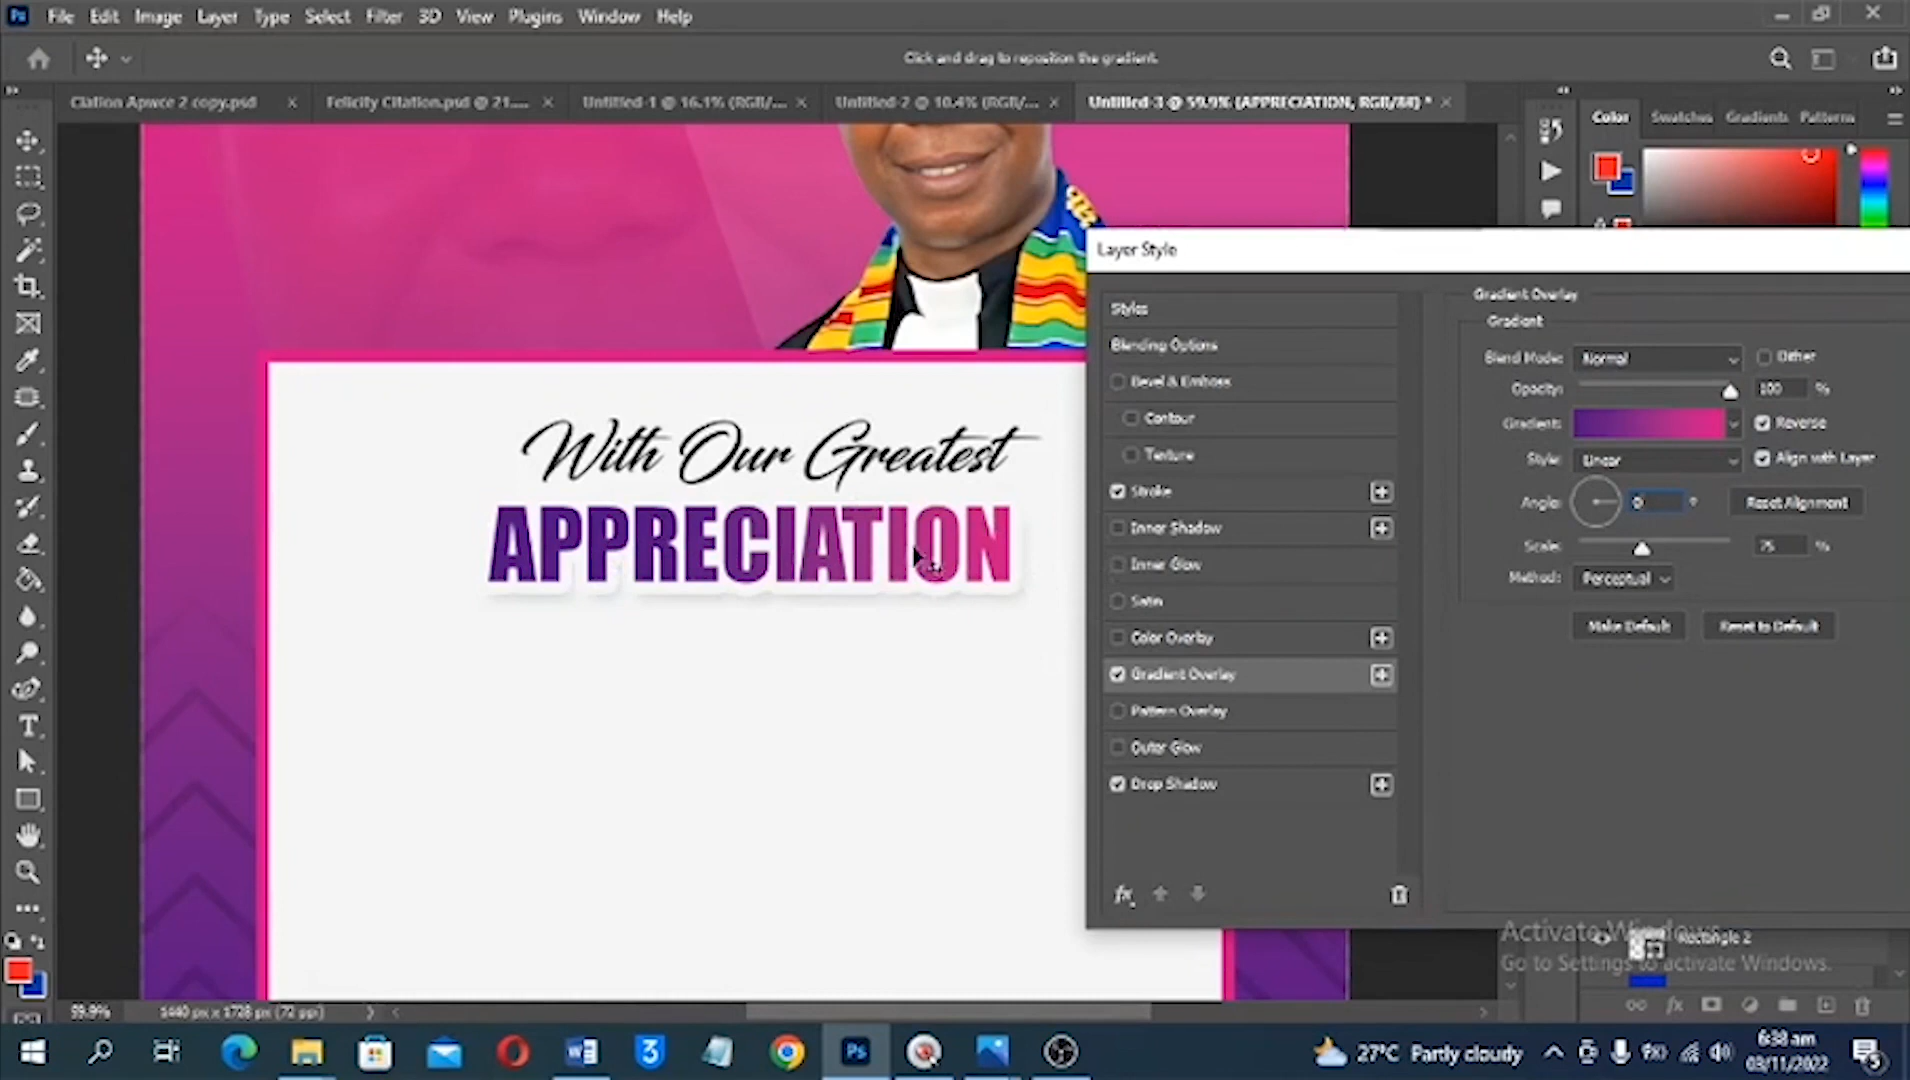 File Edit Image Layer Type Select Filter 3D View Plugins Window Help
Click and drag to reposition the gradient.
Ciation Apwce 2 copy.psd × Felicity Citation.psd @ 21.... × Untitled-1 @ 16.1% (RGB/... × Untitled-2 @ 10.4% (RGB/... × Untitled-3 @ 59.9% (APPRECIATION, RGB/8#) * ×
Color Swatches Gradients Patterns
Layer Style
Styles
Blending Options
Bevel & Emboss
Contour
Texture
Stroke
Inner Shadow
Inner Glow
Satin
Color Overlay
Gradient Overlay
Pattern Overlay
Outer Glow
Drop Shadow
fx
Gradient Overlay
Gradient
Blend Mode: Normal Dither
Opacity: 100 %
Gradient: Reverse
Style: Linear Align with Layer
Angle: 0 ° Reset Alignment
Scale: 75 %
Method: Perceptual
Make Default Reset to Default
With Our Greatest
APPRECIATION
Rectangle 2
Activate Windows
Go to Settings to activate Windows.
59.9% 1440 px x 1728 px (72 ppi)
27°C Partly cloudy
6:38 am
03/11/2022
5